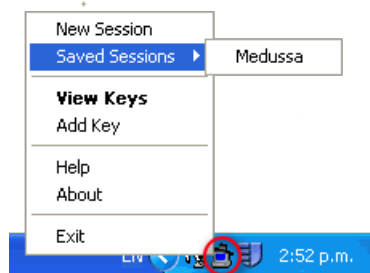 New Session
Saved Sessions
Medussa
View Keys
Add Key
Help
About
Exit
EN
2:52 p.m.